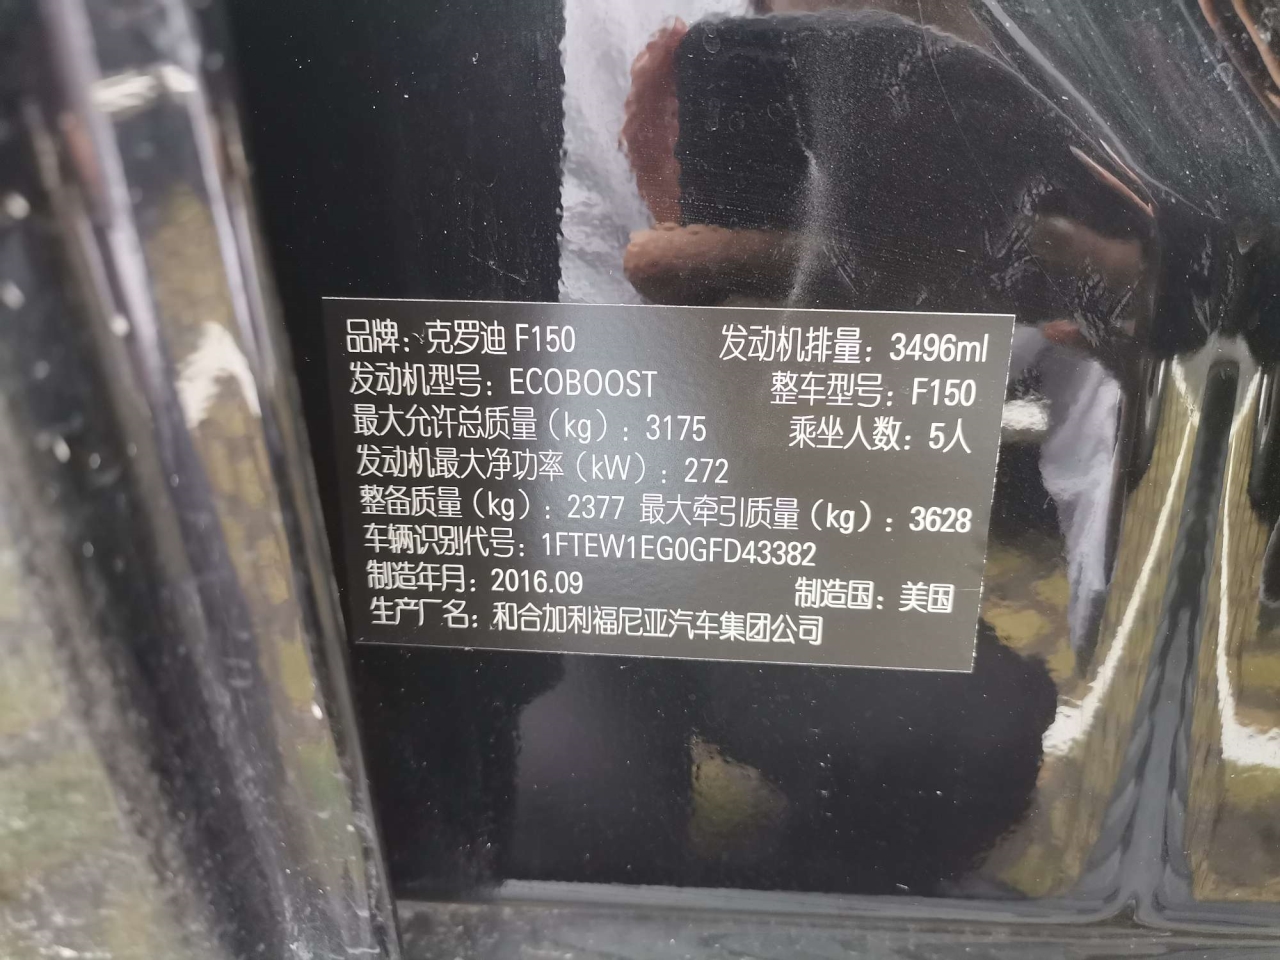 品牌：克罗迪 F150 发动机排量：3496ml
发动机型号：ECOBOOST 整车型号：F150
最大允许总质量（kg）：3175 乘坐人数：5人
发动机最大净功率（kW）：272
整备质量（kg）：2377 最大牵引质量（kg）：3628
车辆识别代号：1FTEW1EG0GFD43382
制造年月：2016.09 制造国：美国
生产厂名：和合加利福尼亚汽车集团公司